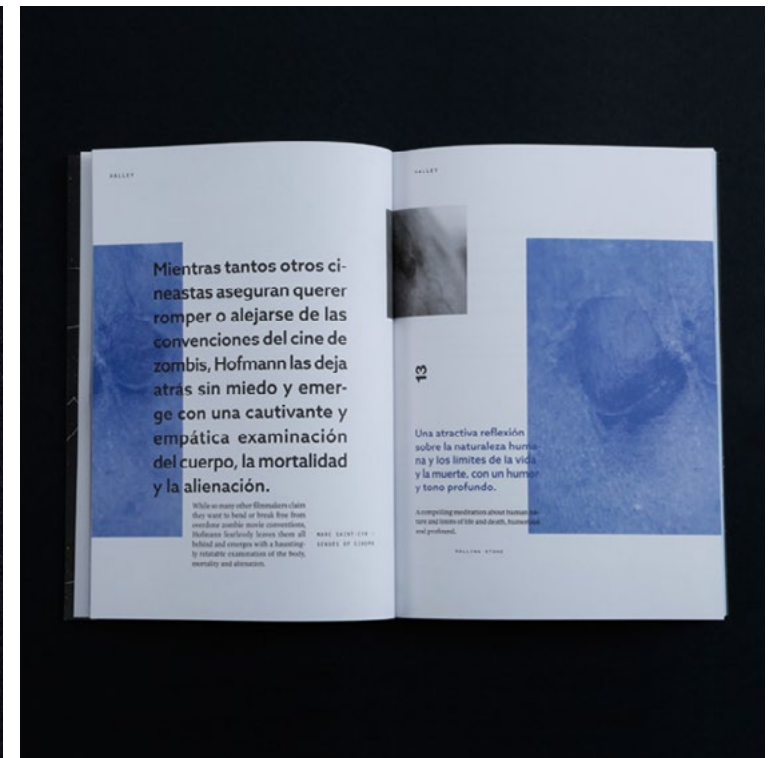 VALLEY
Mientras tantos otros ci-
neastas aseguran querer
romper o alejarse de las
convenciones del cine de
zombis, Hofmann las deja
atrás sin miedo y emer-
ge con una cautivante y
empática examinación
del cuerpo, la mortalidad
y la alienación.
While so many other filmmakers claim
they want to bend or break free from
overdone zombie movie conventions,
Hofmann fearlessly leaves them all
behind and emerges with a haunting-
ly relatable examination of the body,
mortality and alienation.
MARC SAINT-CYR -
SENSES OF CINEMA
VALLEY
13
Una atractiva reflexión
sobre la naturaleza huma-
na y los límites de la vida
y la muerte, con un humor
y tono profundo.
A compelling meditation about human na-
ture and limits of life and death, humorous
and profound.
ROLLING STONE